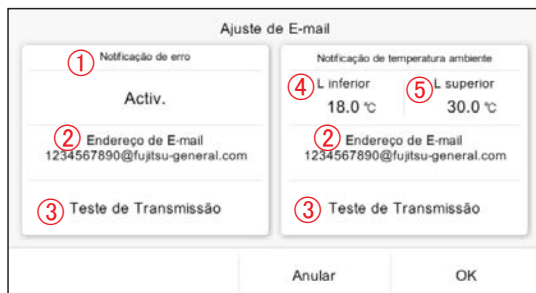 Ajuste de E-mail
① Notificação de erro
Activ.
② Endereço de E-mail
1234567890@fujitsu-general.com
③ Teste de Transmissão
Notificação de temperatura ambiente
④ L inferior ⑤ L superior
18.0 ℃ 30.0 ℃
② Endereço de E-mail
1234567890@fujitsu-general.com
③ Teste de Transmissão
Anular OK